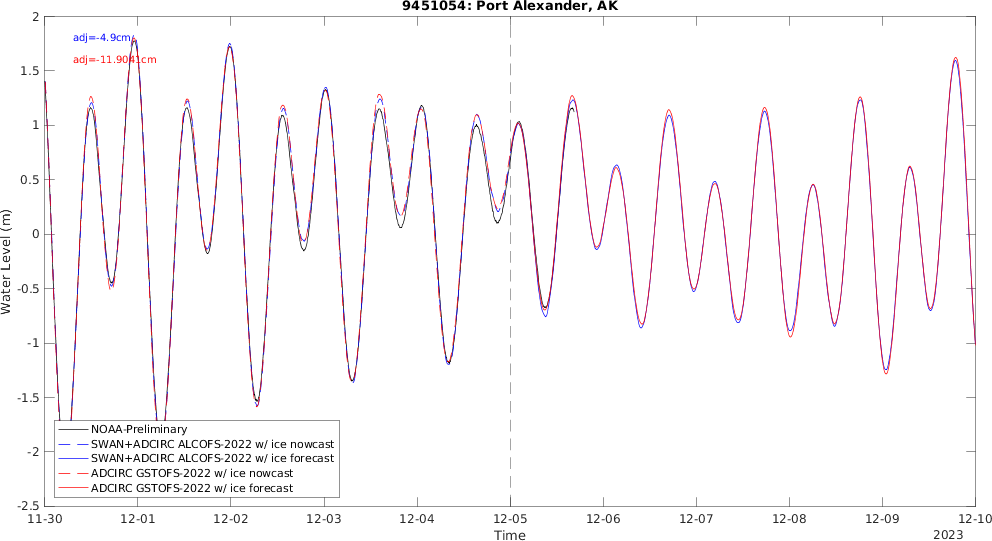 9451054: Port Alexander, AK
adj=-4.9cm
adj=-11.9041cm
Water Level (m)
2
1.5
1
0.5
0
-0.5
-1
-1.5
-2
-2.5
NOAA-Preliminary
SWAN+ADCIRC ALCOFS-2022 w/ ice nowcast
SWAN+ADCIRC ALCOFS-2022 w/ ice forecast
ADCIRC GSTOFS-2022 w/ ice nowcast
ADCIRC GSTOFS-2022 w/ ice forecast
11-30 12-01 12-02 12-03 12-04 12-05 12-06 12-07 12-08 12-09 12-10
Time
2023